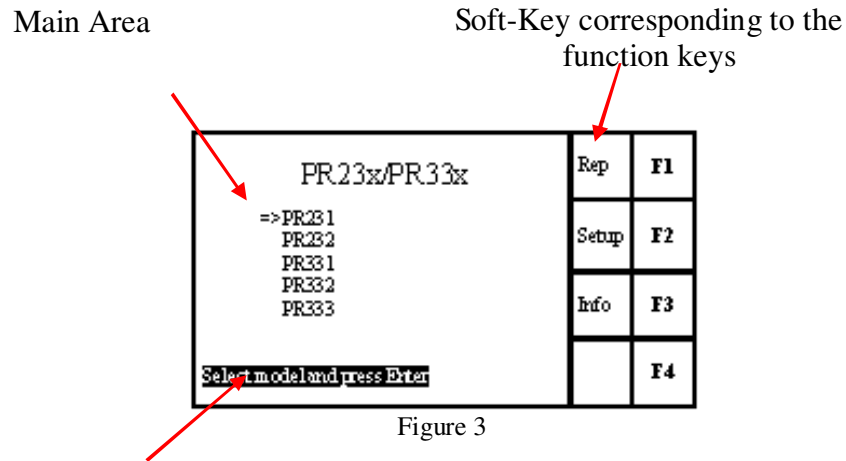 Main Area
Soft-Key corresponding to the
function keys
PR23x/PR33x
=>PR231
PR232
PR331
PR332
PR333
Select model and press Enter
Rep F1
Setup F2
Info F3
F4
Figure 3